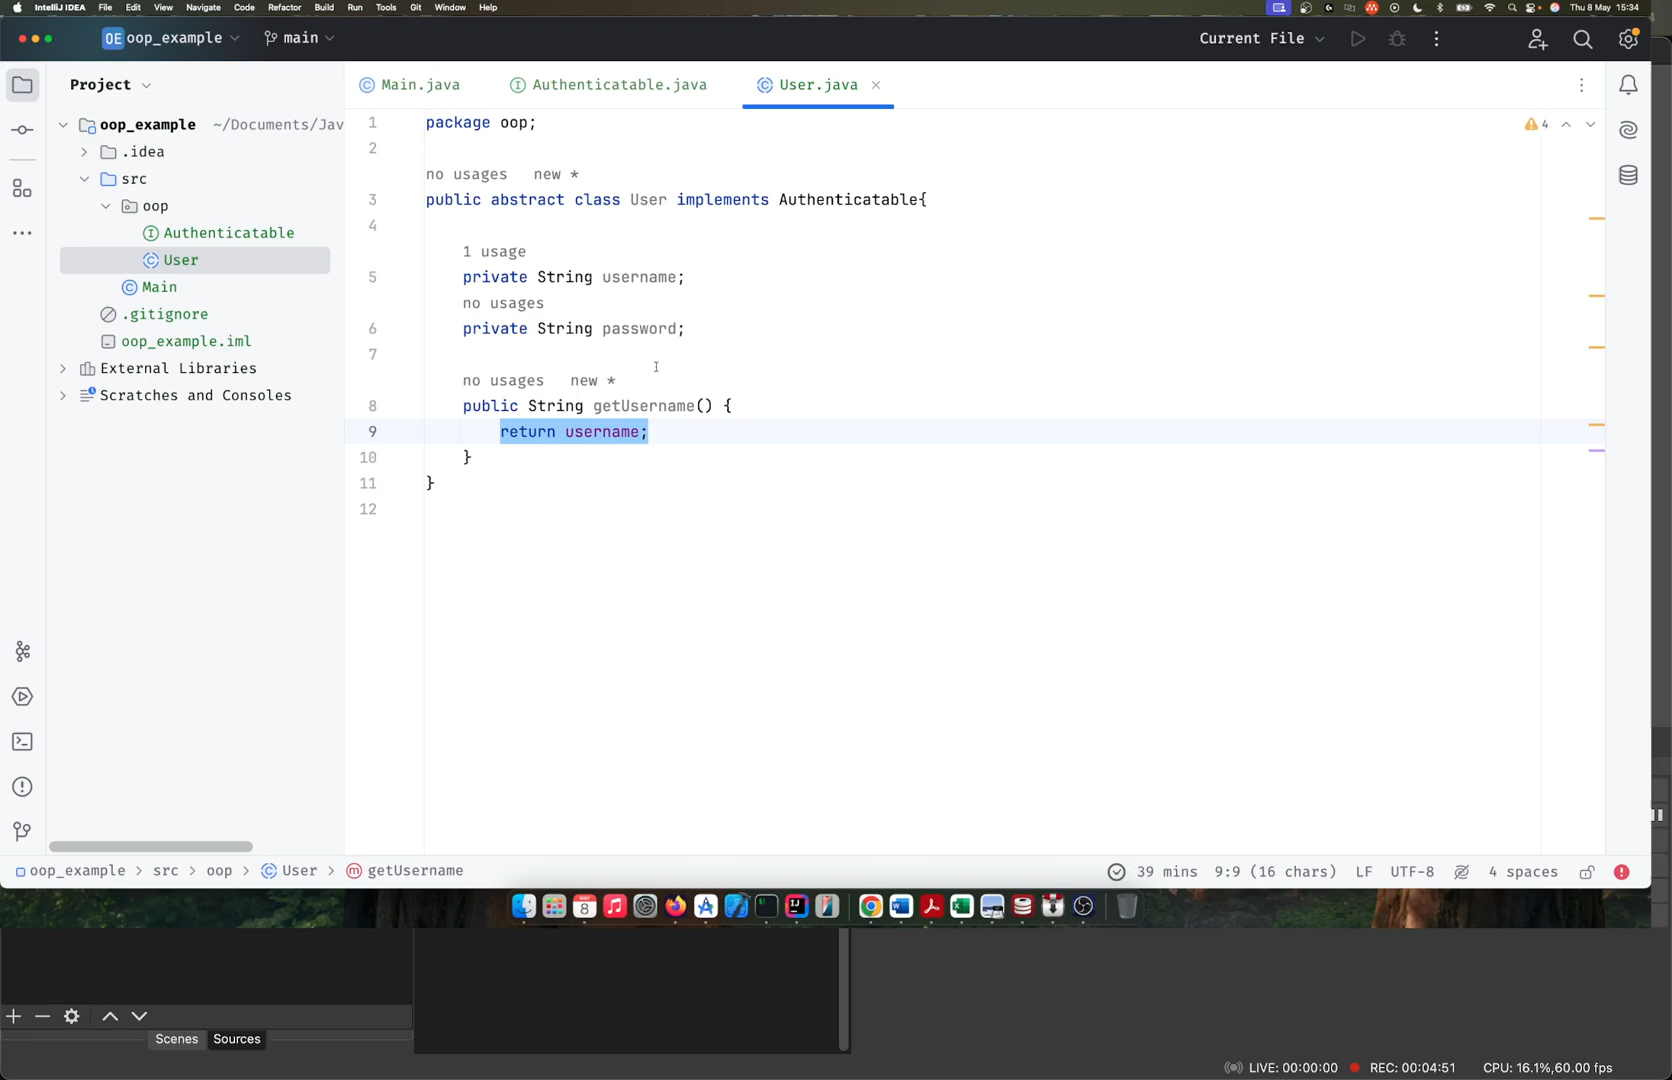 IntelliJ IDEA File Edit View Navigate Code Refactor Build Run Tools Git Window Help Thu 8 May 15:34
OE oop_example main Current File
Project
Main.java Authenticatable.java User.java
oop_example ~/Documents/Jav
.idea
src
oop
Authenticatable
User
Main
.gitignore
oop_example.iml
External Libraries
Scratches and Consoles
1 package oop;
2
4
no usages new *
3 public abstract class User implements Authenticatable{
4
1 usage
5 private String username;
no usages
6 private String password;
7
no usages new *
8 public String getUsername() {
9 return username;
10 }
11 }
12
oop_example > src > oop > User > getUsername
39 mins 9:9 (16 chars) LF UTF-8 4 spaces
MAY
8
Scenes Sources
LIVE: 00:00:00 REC: 00:04:51 CPU: 16.1%,60.00 fps